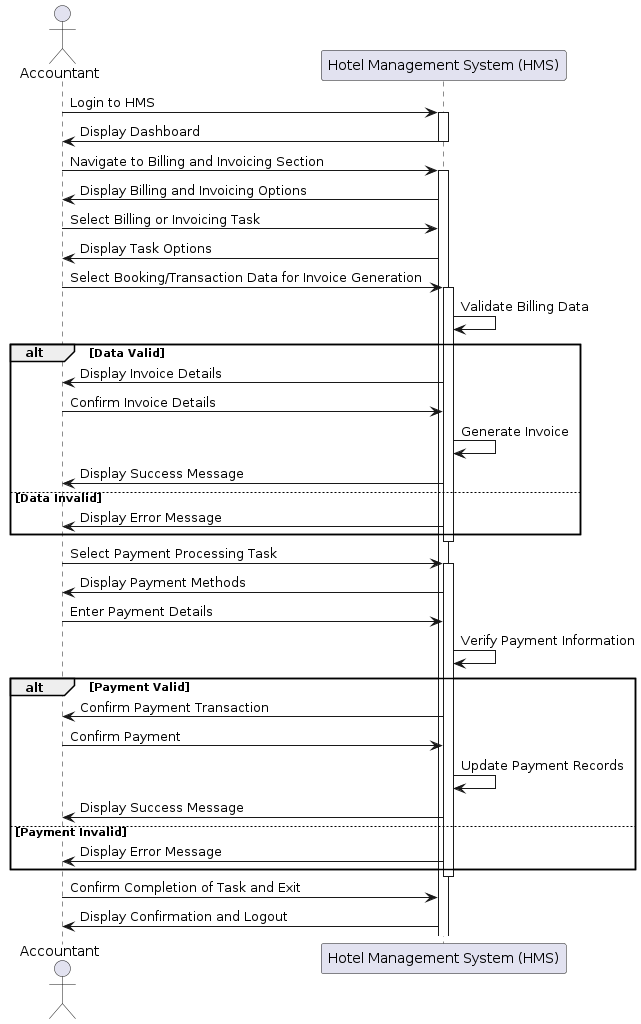 Accountant
Hotel Management System (HMS)
Login to HMS
Display Dashboard
Navigate to Billing and Invoicing Section
Display Billing and Invoicing Options
Select Billing or Invoicing Task
Display Task Options
Select Booking/Transaction Data for Invoice Generation
Validate Billing Data
alt [Data Valid]
Display Invoice Details
Confirm Invoice Details
Generate Invoice
Display Success Message
[Data Invalid]
Display Error Message
Select Payment Processing Task
Display Payment Methods
Enter Payment Details
Verify Payment Information
alt [Payment Valid]
Confirm Payment Transaction
Confirm Payment
Update Payment Records
Display Success Message
[Payment Invalid]
Display Error Message
Confirm Completion of Task and Exit
Display Confirmation and Logout
Accountant
Hotel Management System (HMS)